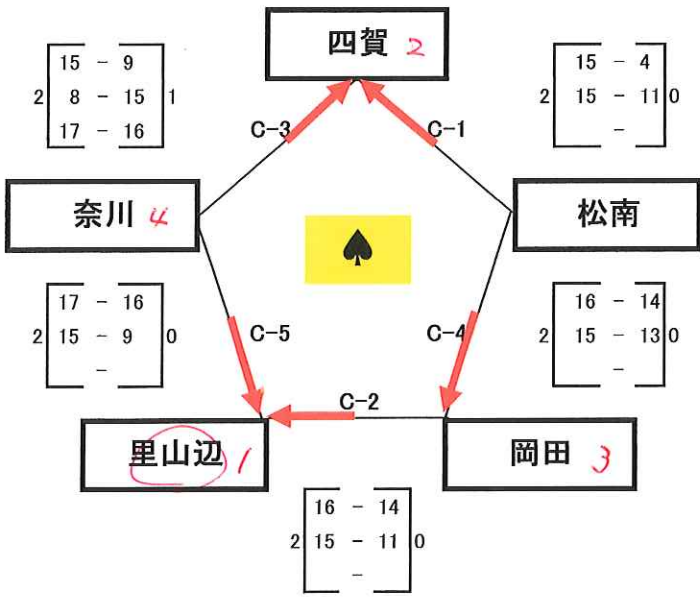 四賀 2
15 - 9
2 8 - 15 1
17 - 16
15 - 4
2 15 - 11 0
-
C-3
C-1
奈川 4
松南
♠
17 - 16
2 15 - 9 0
-
16 - 14
2 15 - 13 0
-
C-5
C-4
C-2
里山辺 1
岡田 3
16 - 14
2 15 - 11 0
-